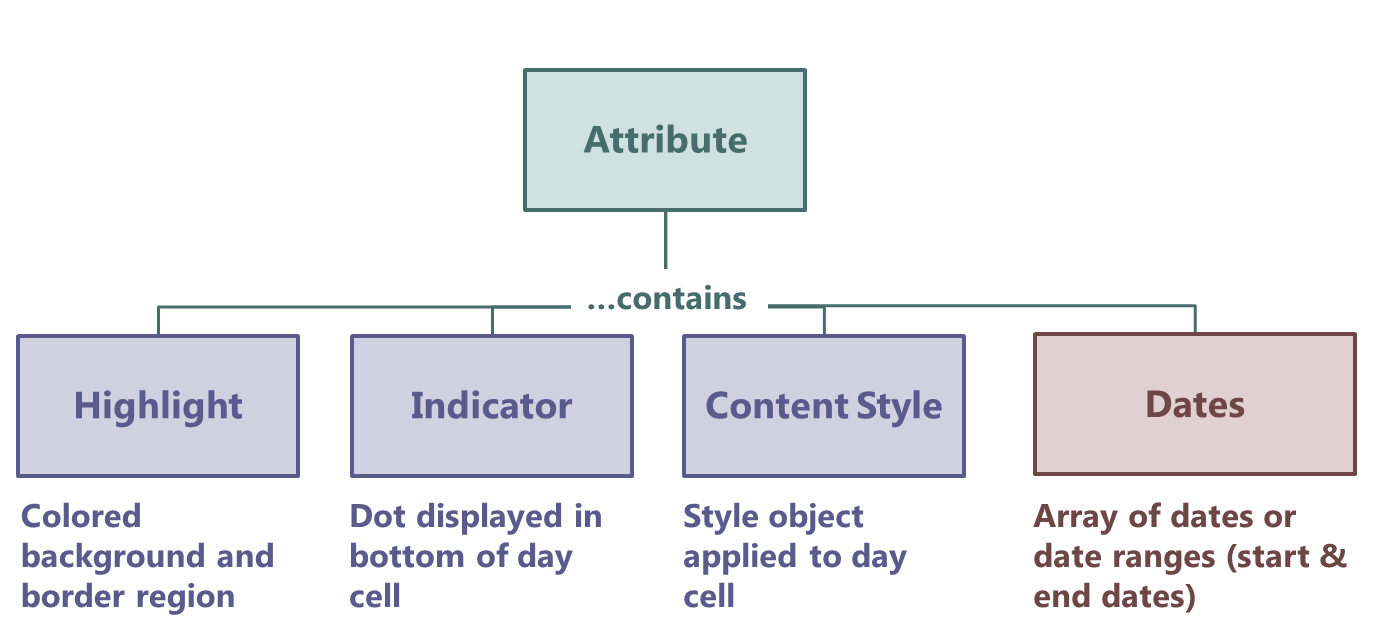 Attribute
...contains
Highlight
Indicator
Content Style
Dates
Colored
background and
border region
Dot displayed in
bottom of day
cell
Style object
applied to day
cell
Array of dates or
date ranges (start &
end dates)